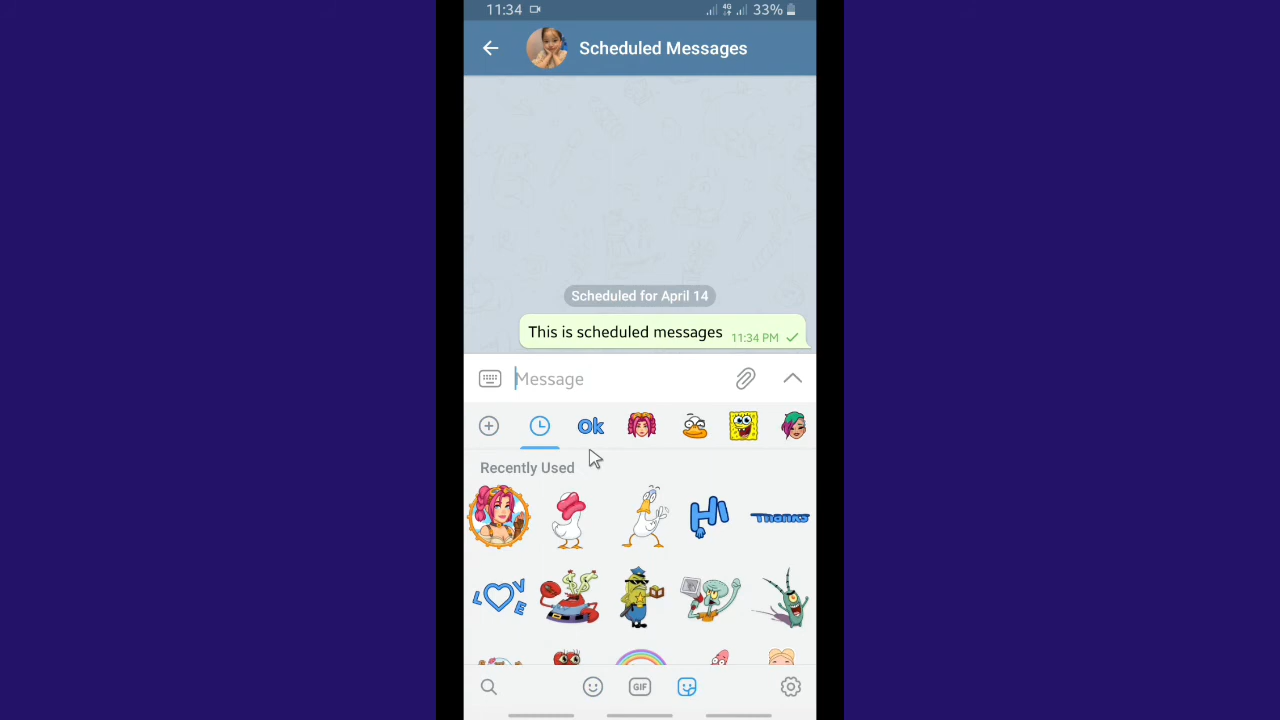 11:34
4G
33%
Scheduled Messages
Scheduled for April 14
This is scheduled messages
11:34 PM
Message
Ok
Recently Used
HI
THANKS
LOVE
GIF